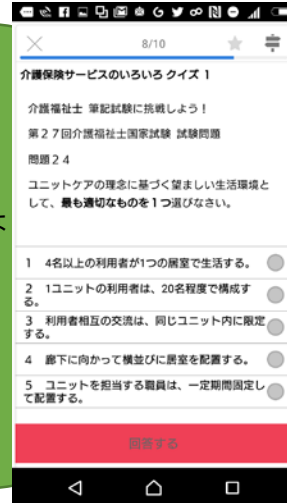 8/10
介護保険サービスのいろいろ クイズ 1
介護福祉士 筆記試験に挑戦しよう！
第２７回介護福祉士国家試験 試験問題
問題２４
ユニットケアの理念に基づく望ましい生活環境と
して、最も適切なものを１つ選びなさい。
1 4名以上の利用者が1つの居室で生活する。
2 1ユニットの利用者は、20名程度で構成す
る。
3 利用者相互の交流は、同じユニット内に限定
する。
4 廊下に向かって横並びに居室を配置する。
5 ユニットを担当する職員は、一定期間固定し
て配置する。
回答する